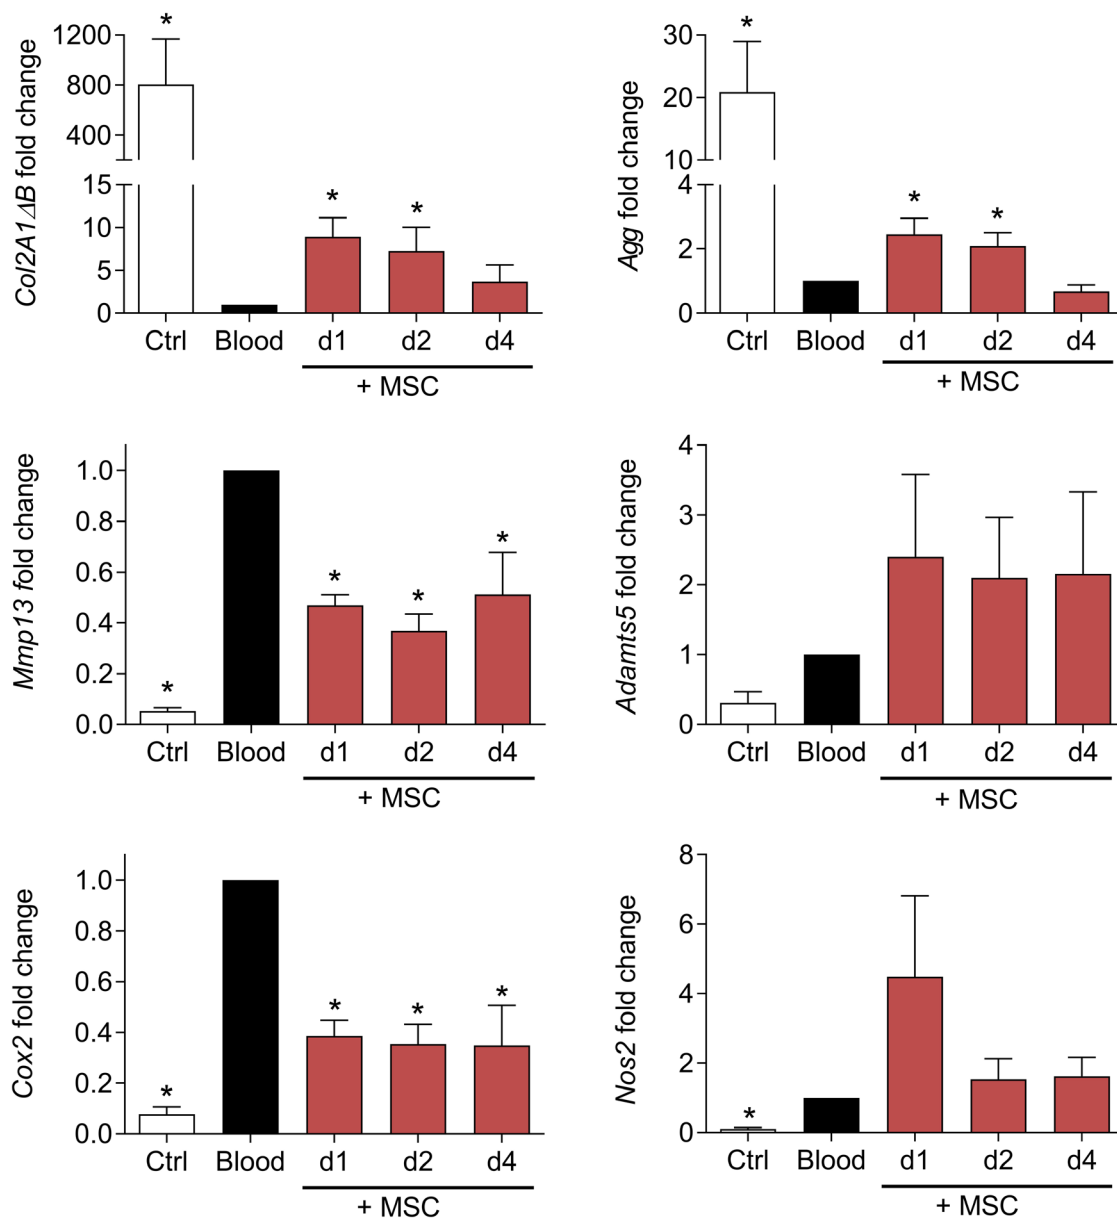 *
1200
800
400
15
10
5
0
Col2A1ΔB fold change
* *
Ctrl Blood d1 d2 d4
+ MSC
*
30
20
10
4
2
0
Agg fold change
* *
Ctrl Blood d1 d2 d4
+ MSC
1.0
0.8
0.6
0.4
0.2
0.0
Mmp13 fold change
* * * *
Ctrl Blood d1 d2 d4
+ MSC
4
3
2
1
0
Adamts5 fold change
Ctrl Blood d1 d2 d4
+ MSC
1.0
0.8
0.6
0.4
0.2
0.0
Cox2 fold change
* * * *
Ctrl Blood d1 d2 d4
+ MSC
8
6
4
2
0
Nos2 fold change
*
Ctrl Blood d1 d2 d4
+ MSC